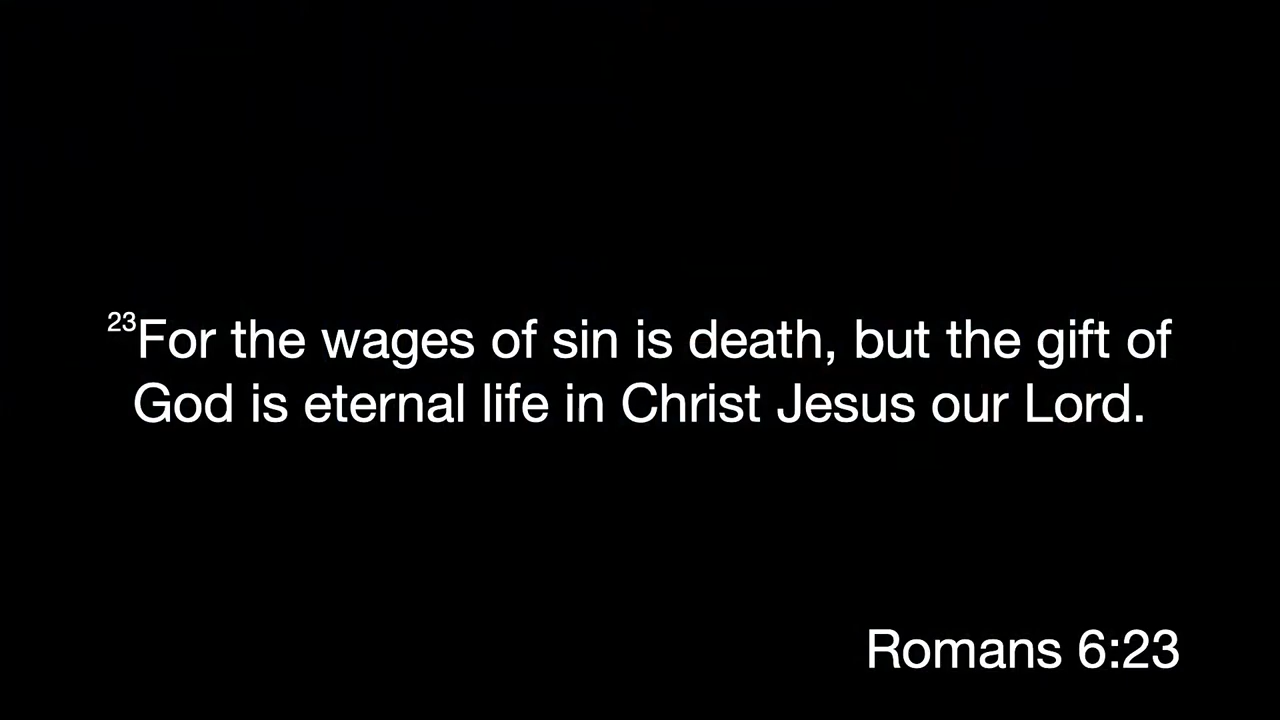 23For the wages of sin is death, but the gift of
God is eternal life in Christ Jesus our Lord.
Romans 6:23